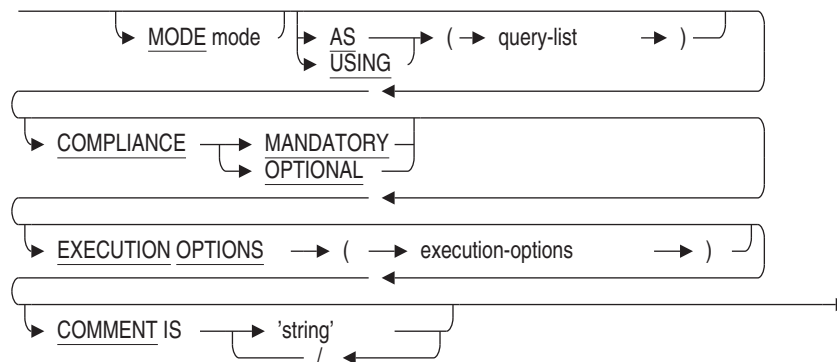 MODE mode AS ( query-list )
USING
COMPLIANCE MANDATORY
OPTIONAL
EXECUTION OPTIONS ( execution-options )
COMMENT IS 'string'
/